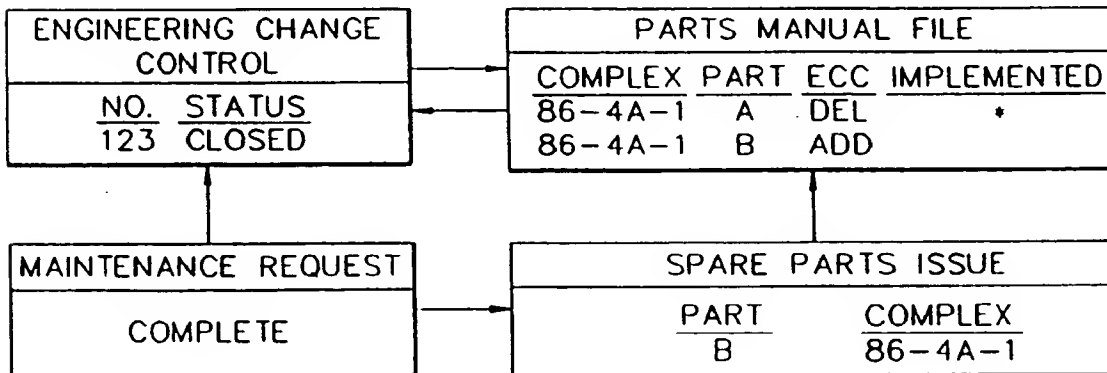 ENGINEERING CHANGE
CONTROL
NO. STATUS
123 CLOSED
PARTS MANUAL FILE
COMPLEX PART ECC IMPLEMENTED
86-4A-1 A DEL *
86-4A-1 B ADD
MAINTENANCE REQUEST
COMPLETE
SPARE PARTS ISSUE
PART COMPLEX
B 86-4A-1